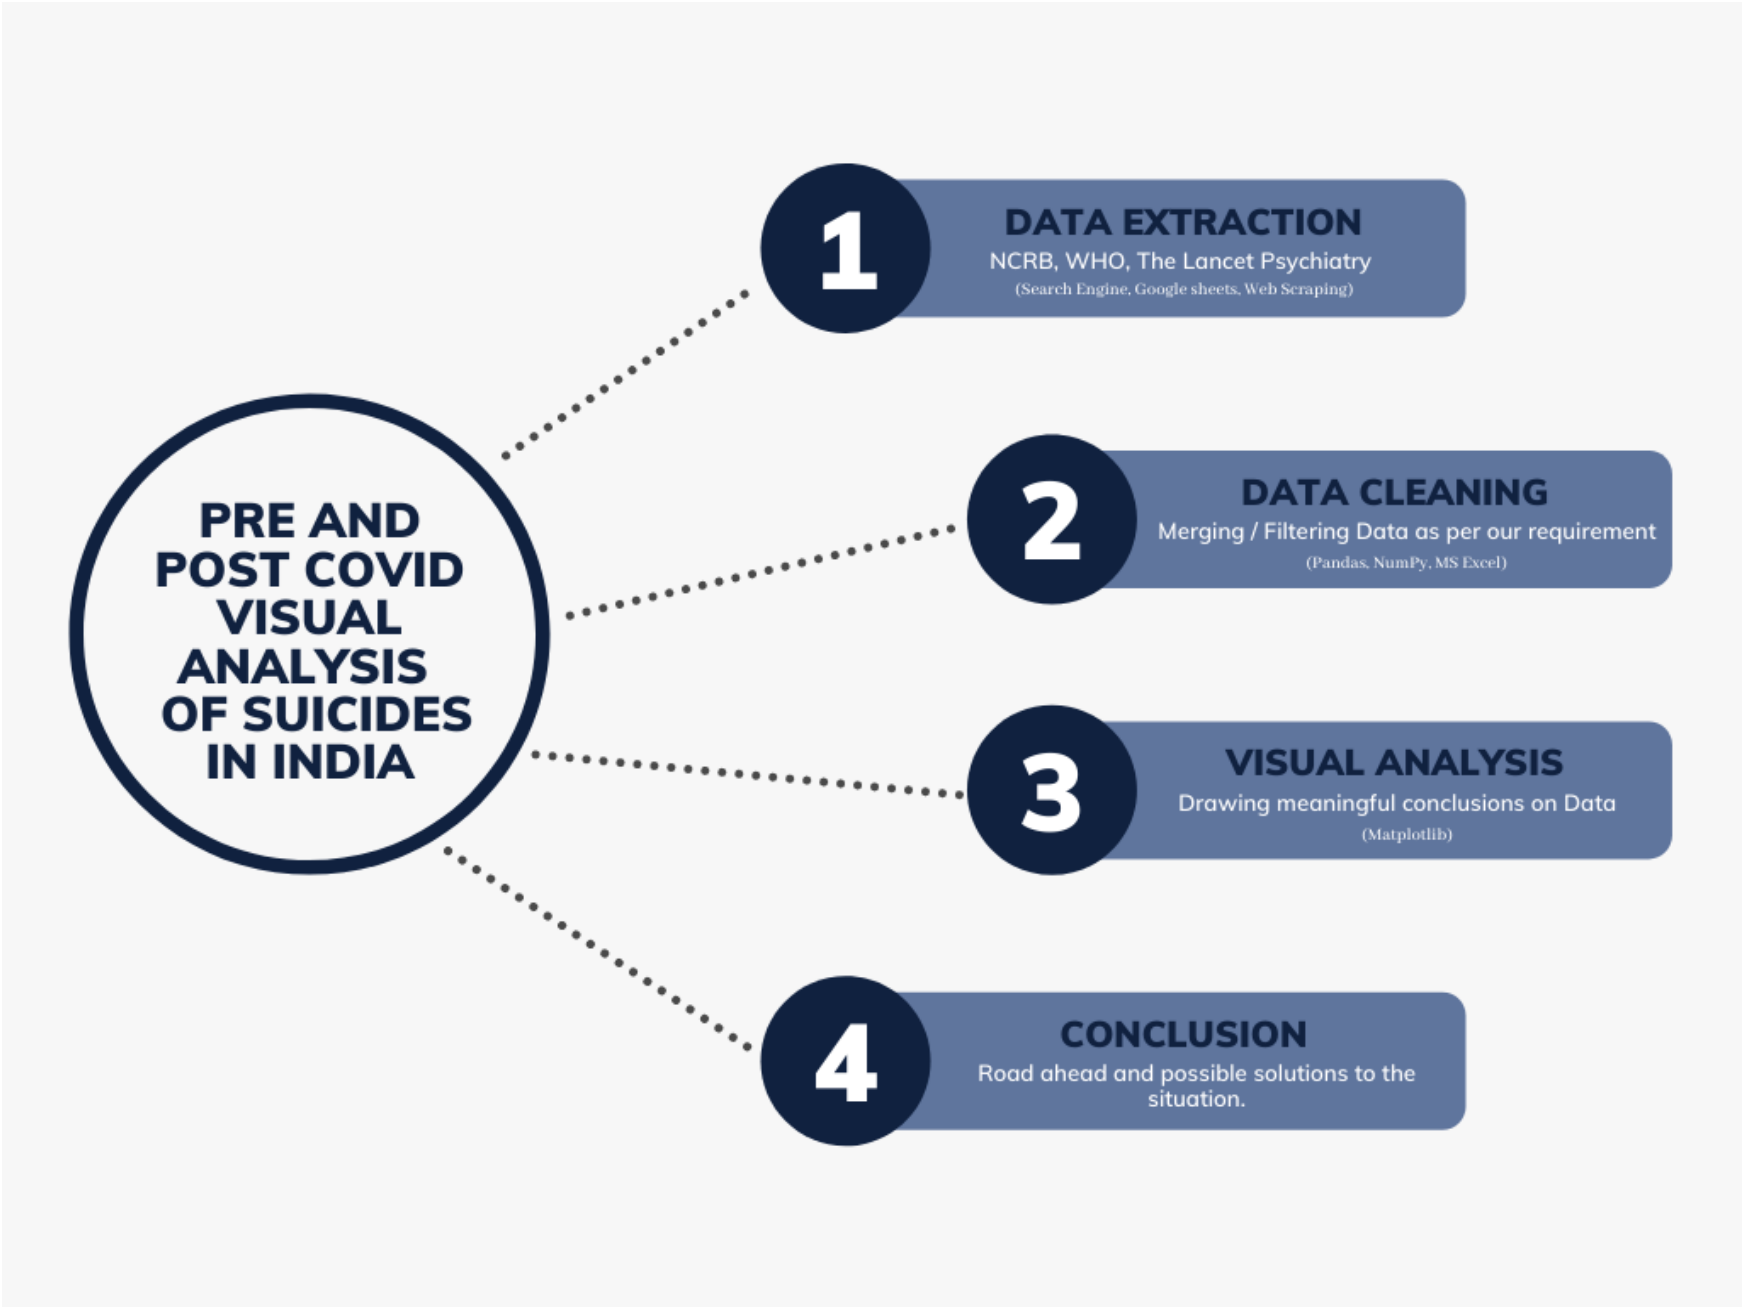 PRE AND
POST COVID
VISUAL
ANALYSIS
OF SUICIDES
IN INDIA
1
DATA EXTRACTION
NCRB, WHO, The Lancet Psychiatry
(Search Engine, Google sheets, Web Scraping)
2
DATA CLEANING
Merging / Filtering Data as per our requirement
(Pandas, NumPy, MS Excel)
3
VISUAL ANALYSIS
Drawing meaningful conclusions on Data
(Matplotlib)
4
CONCLUSION
Road ahead and possible solutions to the
situation.